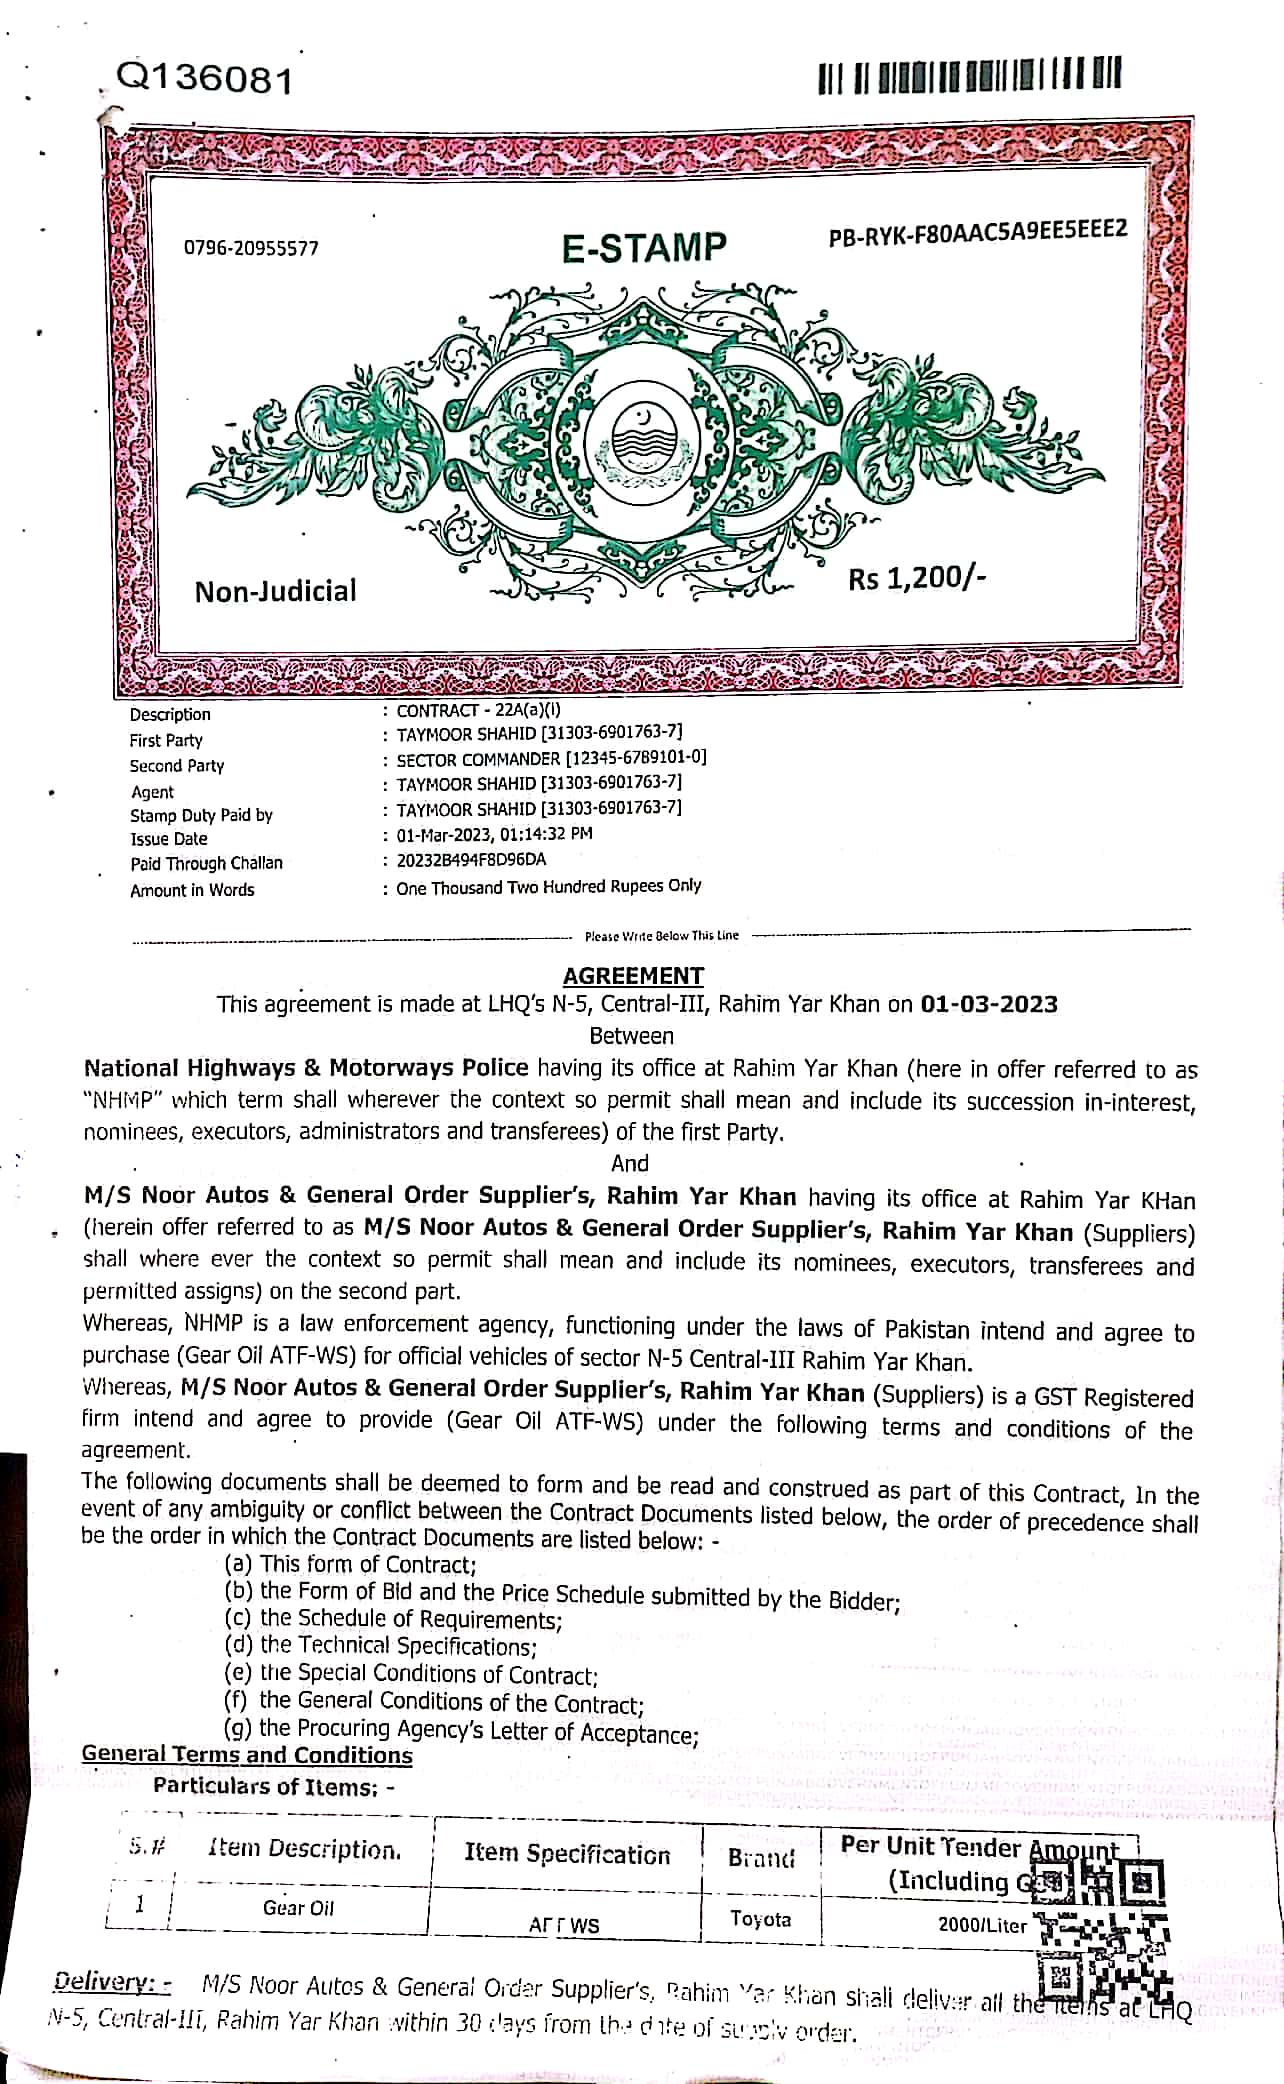 Q136081
0796-20955577
E-STAMP
PB-RYK-F80AAC5A9EE5EEE2
Non-Judicial
Rs 1,200/-
Description : CONTRACT - 22A(a)(i)
First Party : TAYMOOR SHAHID [31303-6901763-7]
Second Party : SECTOR COMMANDER [12345-6789101-0]
Agent : TAYMOOR SHAHID [31303-6901763-7]
Stamp Duty Paid by : TAYMOOR SHAHID [31303-6901763-7]
Issue Date : 01-Mar-2023, 01:14:32 PM
Paid Through Challan : 20232B494F8D96DA
Amount in Words : One Thousand Two Hundred Rupees Only
Please Write Below This Line
AGREEMENT
This agreement is made at LHQ's N-5, Central-III, Rahim Yar Khan on 01-03-2023
Between
National Highways & Motorways Police having its office at Rahim Yar Khan (here in offer referred to as
"NHMP" which term shall wherever the context so permit shall mean and include its succession in-interest,
nominees, executors, administrators and transferees) of the first Party.
And
M/S Noor Autos & General Order Supplier's, Rahim Yar Khan having its office at Rahim Yar KHan
(herein offer referred to as M/S Noor Autos & General Order Supplier's, Rahim Yar Khan (Suppliers)
shall where ever the context so permit shall mean and include its nominees, executors, transferees and
permitted assigns) on the second part.
Whereas, NHMP is a law enforcement agency, functioning under the laws of Pakistan intend and agree to
purchase (Gear Oil ATF-WS) for official vehicles of sector N-5 Central-III Rahim Yar Khan.
Whereas, M/S Noor Autos & General Order Supplier's, Rahim Yar Khan (Suppliers) is a GST Registered
firm intend and agree to provide (Gear Oil ATF-WS) under the following terms and conditions of the
agreement.
The following documents shall be deemed to form and be read and construed as part of this Contract, In the
event of any ambiguity or conflict between the Contract Documents listed below, the order of precedence shall
be the order in which the Contract Documents are listed below: -
(a) This form of Contract;
(b) the Form of Bid and the Price Schedule submitted by the Bidder;
(c) the Schedule of Requirements;
(d) the Technical Specifications;
(e) the Special Conditions of Contract;
(f) the General Conditions of the Contract;
(g) the Procuring Agency's Letter of Acceptance;
General Terms and Conditions
Particulars of Items; -
S.# Item Description. Item Specification Brand Per Unit Tender Amount
(Including
1 Gear Oil ATF WS Toyota 2000/Liter
Delivery: - M/S Noor Autos & General Order Supplier's, Rahim Yar Khan shall deliver all the items at LHQ
N-5, Central-III, Rahim Yar Khan within 30 days from the date of supply order.